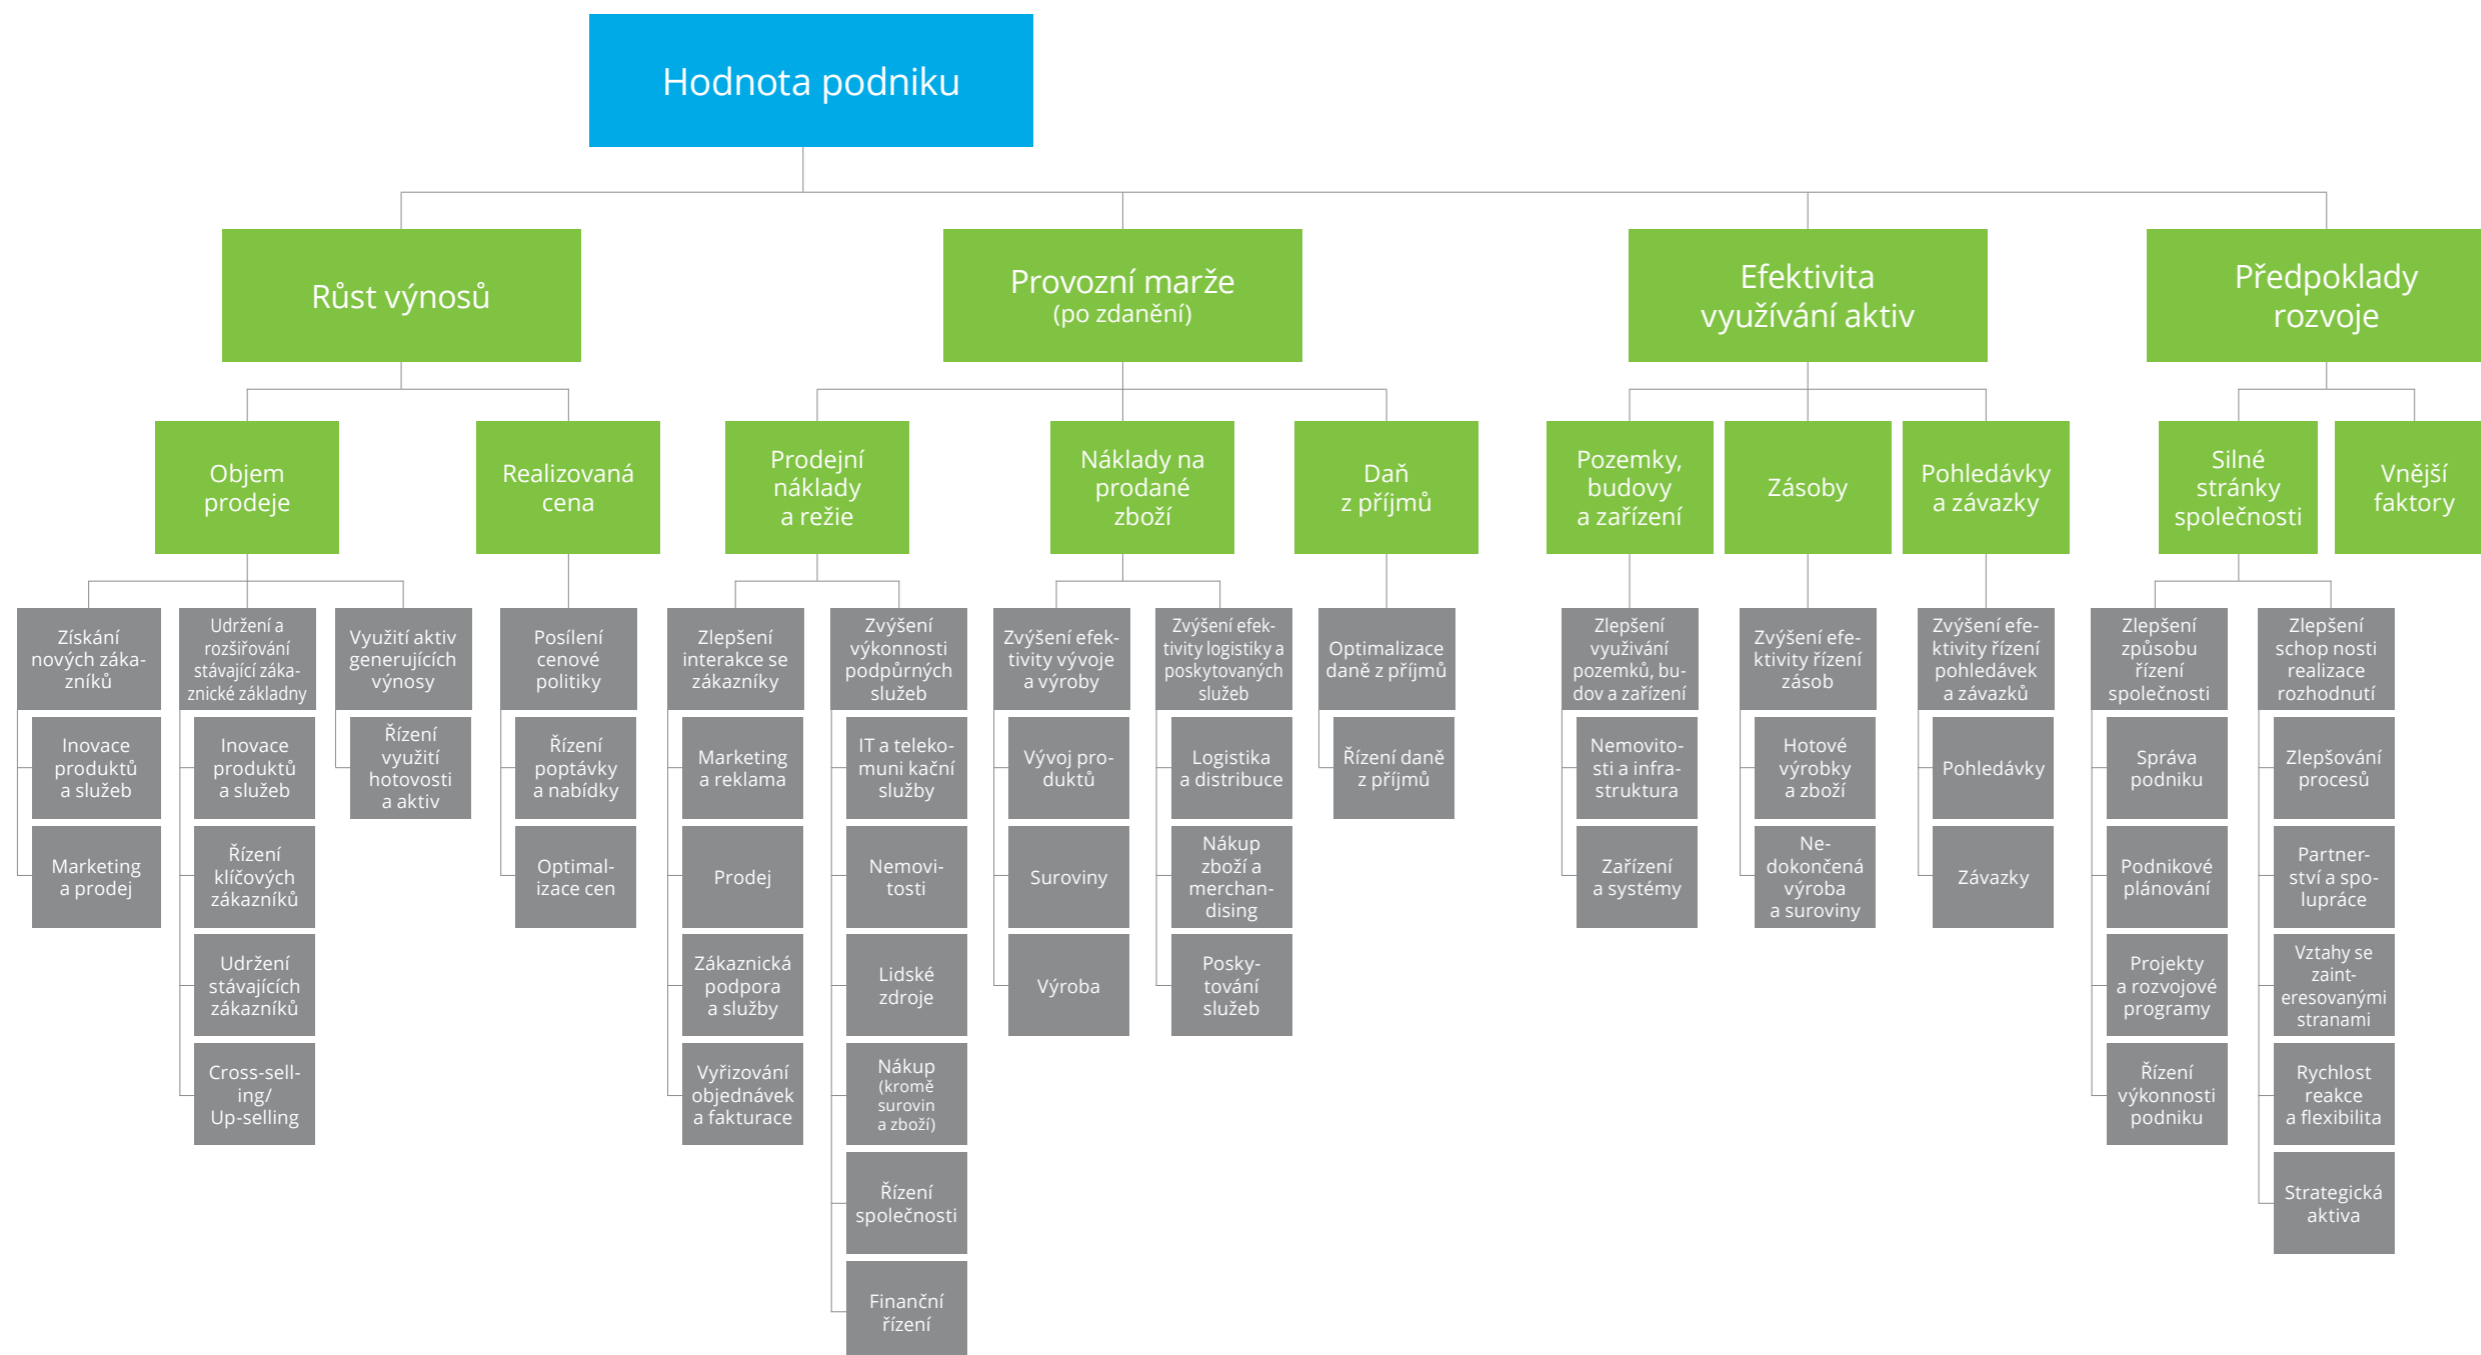 Hodnota podniku
Růst výnosů
Provozní marže
(po zdanění)
Efektivita
využívání aktiv
Předpoklady
rozvoje
Objem
prodeje
Realizovaná
cena
Prodejní
náklady
a režie
Náklady na
prodané
zboží
Daň
z příjmů
Pozemky,
budovy
a zařízení
Zásoby
Pohledávky
a závazky
Silné
stránky
společnosti
Vnější
faktory
Získání
nových záka-
zníků
Inovace
produktů
a služeb
Marketing
a prodej
Udržení a
rozšiřování
stávající záka-
znické základny
Inovace
produktů
a služeb
Řízení
klíčových
zákazníků
Udržení
stávajících
zákazníků
Cross-sell-
ing/
Up-selling
Využití aktiv
generujících
výnosy
Řízení
využití
hotovosti
a aktiv
Posílení
cenové
politiky
Řízení
poptávky
a nabídky
Optimal-
izace cen
Zlepšení
interakce se
zákazníky
Marketing
a reklama
Prodej
Zákaznická
podpora
a služby
Vyřizování
objednávek
a fakturace
Zvýšení
výkonnosti
podpůrných
služeb
IT a teleko-
muni kační
služby
Nemovi-
tosti
Lidské
zdroje
Nákup
(kromě
surovin
a zboží)
Řízení
společnosti
Finanční
řízení
Zvýšení efek-
tivity vývoje
a výroby
Vývoj pro-
duktů
Suroviny
Výroba
Zvýšení efek-
tivity logistiky a
poskytovaných
služeb
Logistika
a distribuce
Nákup
zboží a
merchan-
dising
Posky-
tování
služeb
Optimalizace
daně z příjmů
Řízení daně
z příjmů
Zlepšení
využívání
pozemků, bu-
dov a zařízení
Nemovito-
sti a infra-
struktura
Zařízení
a systémy
Zvýšení efe-
ktivity řízení
zásob
Hotové
výrobky
a zboží
Ne-
dokončená
výroba
a suroviny
Zvýšení efe-
ktivity řízení
pohledávek
a závazků
Pohledávky
Závazky
Zlepšení
způsobu
řízení
společnosti
Správa
podniku
Podnikové
plánování
Projekty
a rozvojové
programy
Řízení
výkonnosti
podniku
Zlepšení
schop nosti
realizace
rozhodnutí
Zlepšování
procesů
Partner-
ství a spo-
lupráce
Vztahy se
zaint-
eresovanými
stranami
Rychlost
reakce
a flexibilita
Strategická
aktiva